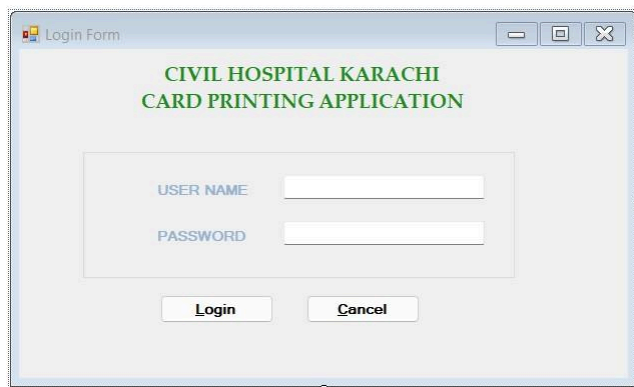 Login Form
CIVIL HOSPITAL KARACHI
CARD PRINTING APPLICATION
USER NAME
PASSWORD
Login
Cancel